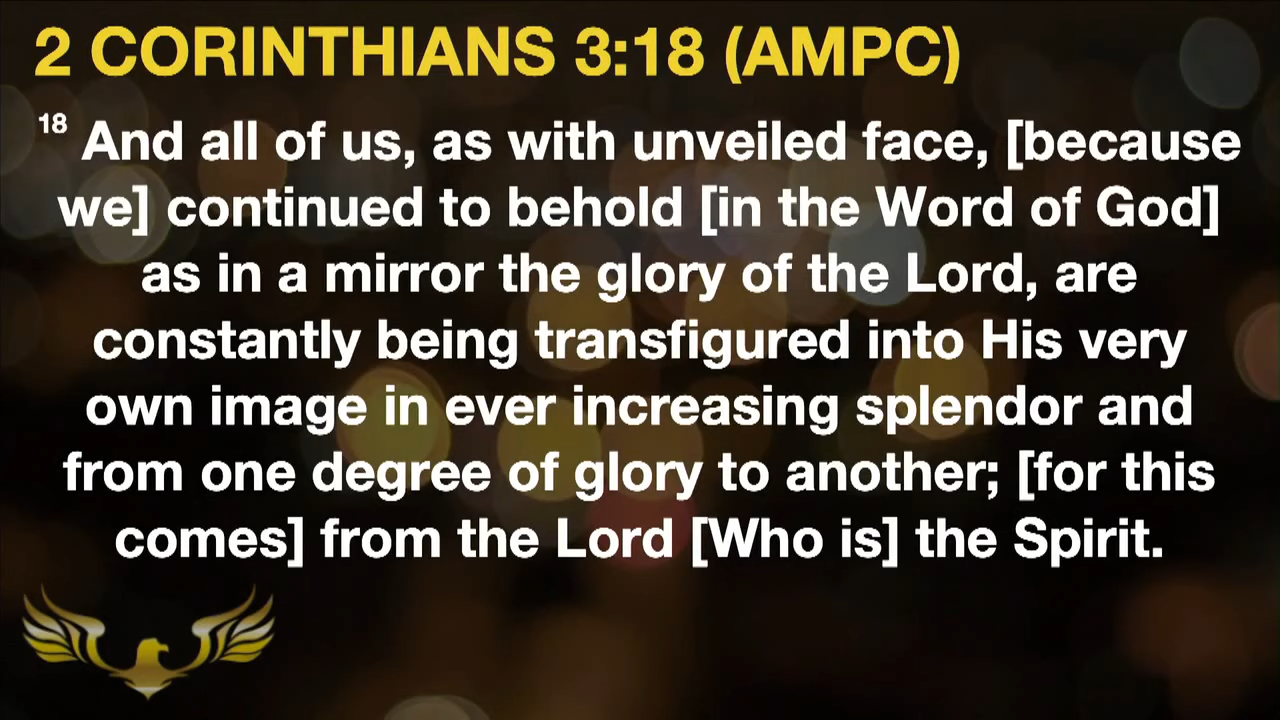 2 CORINTHIANS 3:18 (AMPC)
18 And all of us, as with unveiled face, [because
we] continued to behold [in the Word of God]
as in a mirror the glory of the Lord, are
constantly being transfigured into His very
own image in ever increasing splendor and
from one degree of glory to another; [for this
comes] from the Lord [Who is] the Spirit.